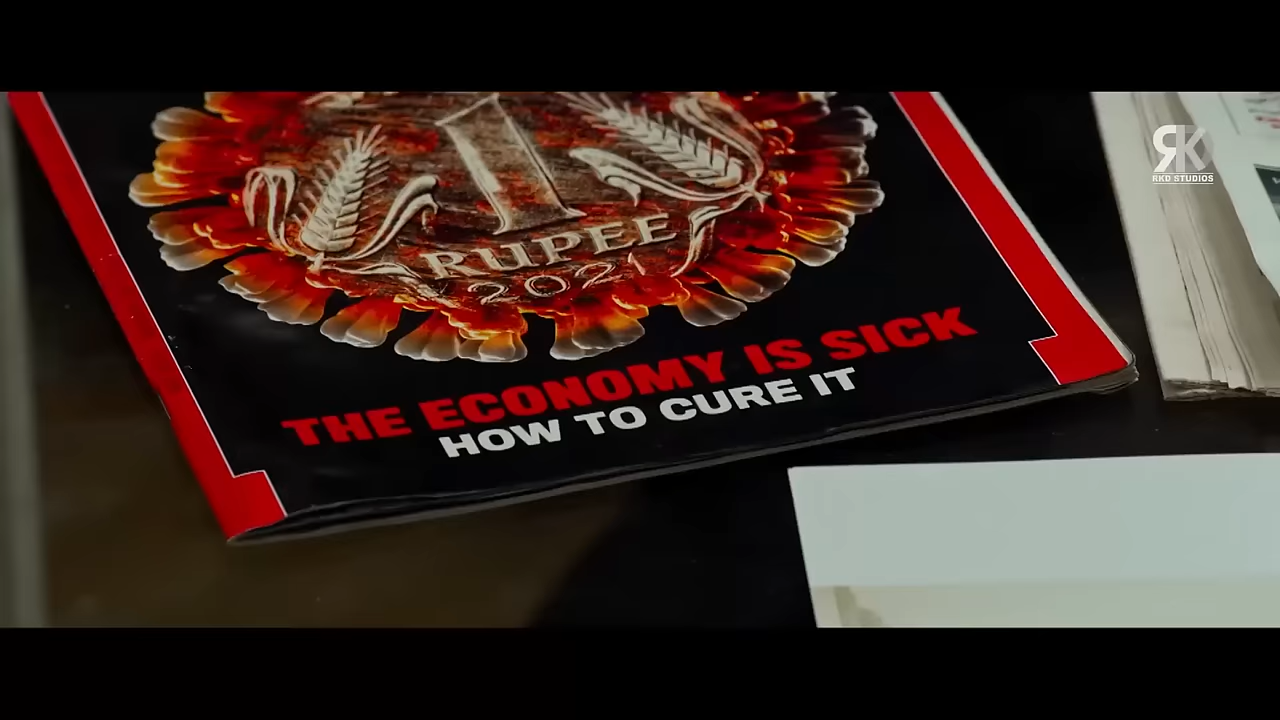 1
RUPEE
2021
THE ECONOMY IS SICK
HOW TO CURE IT
RK
RKD STUDIOS